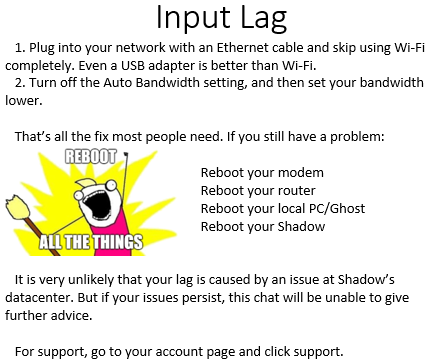 Input Lag
1. Plug into your network with an Ethernet cable and skip using Wi-Fi
completely. Even a USB adapter is better than Wi-Fi.
2. Turn off the Auto Bandwidth setting, and then set your bandwidth
lower.
That's all the fix most people need. If you still have a problem:
REBOOT
ALL THE THINGS
Reboot your modem
Reboot your router
Reboot your local PC/Ghost
Reboot your Shadow
It is very unlikely that your lag is caused by an issue at Shadow's
datacenter. But if your issues persist, this chat will be unable to give
further advice.
For support, go to your account page and click support.